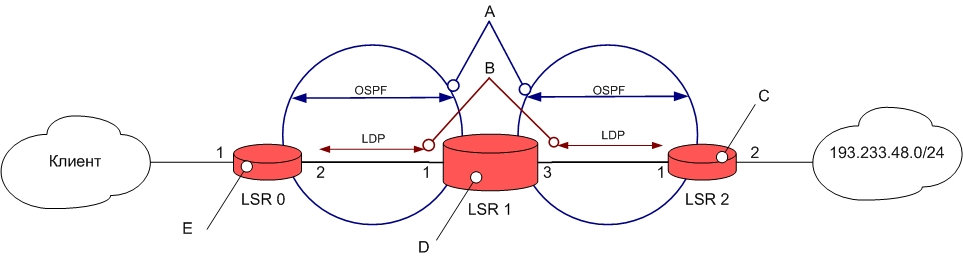 A
B
OSPF
OSPF
C
LDP
LDP
Клиент
1
2
1
3
1
2
193.233.48.0/24
LSR 0
LSR 1
LSR 2
E
D